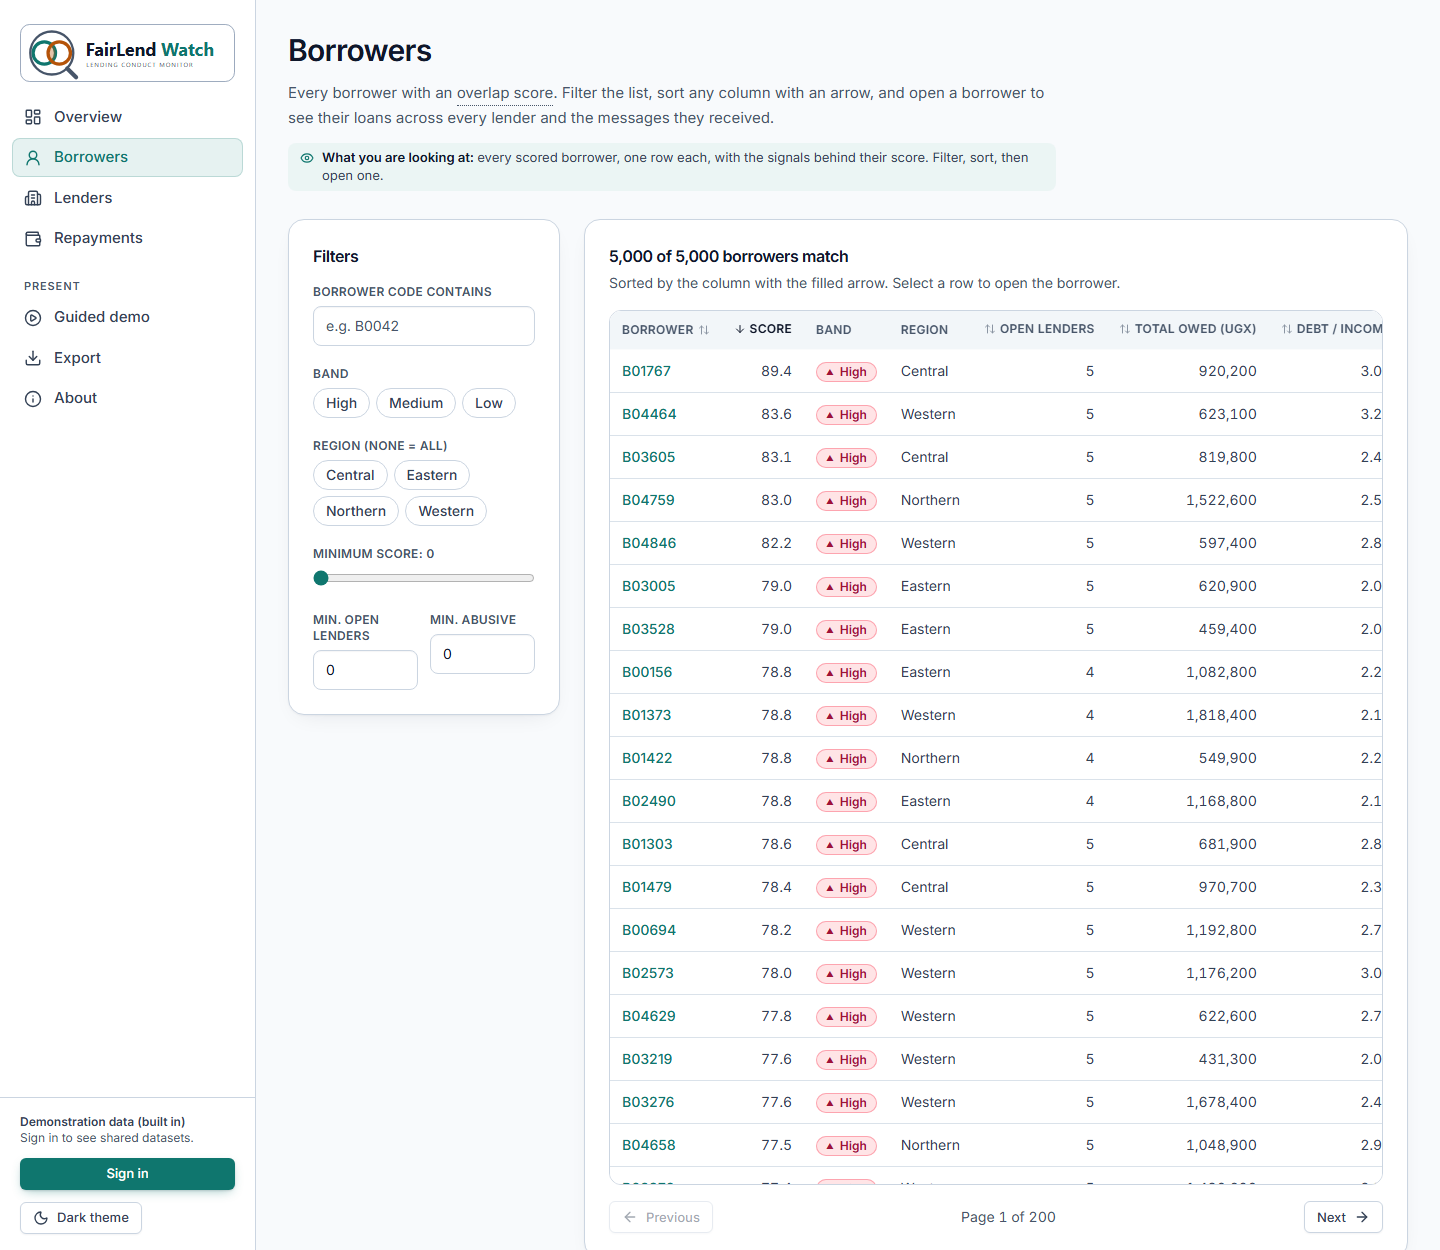 FairLend Watch
LENDING CONDUCT MONITOR
Overview
Borrowers
Lenders
Repayments
PRESENT
Guided demo
Export
About
Demonstration data (built in)
Sign in to see shared datasets.
Sign in
Dark theme
Borrowers
Every borrower with an overlap score. Filter the list, sort any column with an arrow, and open a borrower to
see their loans across every lender and the messages they received.
What you are looking at: every scored borrower, one row each, with the signals behind their score. Filter, sort, then
open one.
Filters
BORROWER CODE CONTAINS
e.g. B0042
BAND
High Medium Low
REGION (NONE = ALL)
Central Eastern
Northern Western
MINIMUM SCORE: 0
MIN. OPEN LENDERS MIN. ABUSIVE
0 0
5,000 of 5,000 borrowers match
Sorted by the column with the filled arrow. Select a row to open the borrower.
BORROWER ↑↓ ↓ SCORE BAND REGION ↑↓ OPEN LENDERS ↑↓ TOTAL OWED (UGX) ↑↓ DEBT / INCOM
B01767 89.4 ▲ High Central 5 920,200 3.0
B04464 83.6 ▲ High Western 5 623,100 3.2
B03605 83.1 ▲ High Central 5 819,800 2.4
B04759 83.0 ▲ High Northern 5 1,522,600 2.5
B04846 82.2 ▲ High Western 5 597,400 2.8
B03005 79.0 ▲ High Eastern 5 620,900 2.0
B03528 79.0 ▲ High Eastern 5 459,400 2.0
B00156 78.8 ▲ High Eastern 4 1,082,800 2.2
B01373 78.8 ▲ High Western 4 1,818,400 2.1
B01422 78.8 ▲ High Northern 4 549,900 2.2
B02490 78.8 ▲ High Eastern 4 1,168,800 2.1
B01303 78.6 ▲ High Central 5 681,900 2.8
B01479 78.4 ▲ High Central 5 970,700 2.3
B00694 78.2 ▲ High Western 5 1,192,800 2.7
B02573 78.0 ▲ High Western 5 1,176,200 3.0
B04629 77.8 ▲ High Western 5 622,600 2.7
B03219 77.6 ▲ High Western 5 431,300 2.0
B03276 77.6 ▲ High Western 5 1,678,400 2.4
B04658 77.5 ▲ High Northern 5 1,048,900 2.9
← Previous Page 1 of 200 Next →